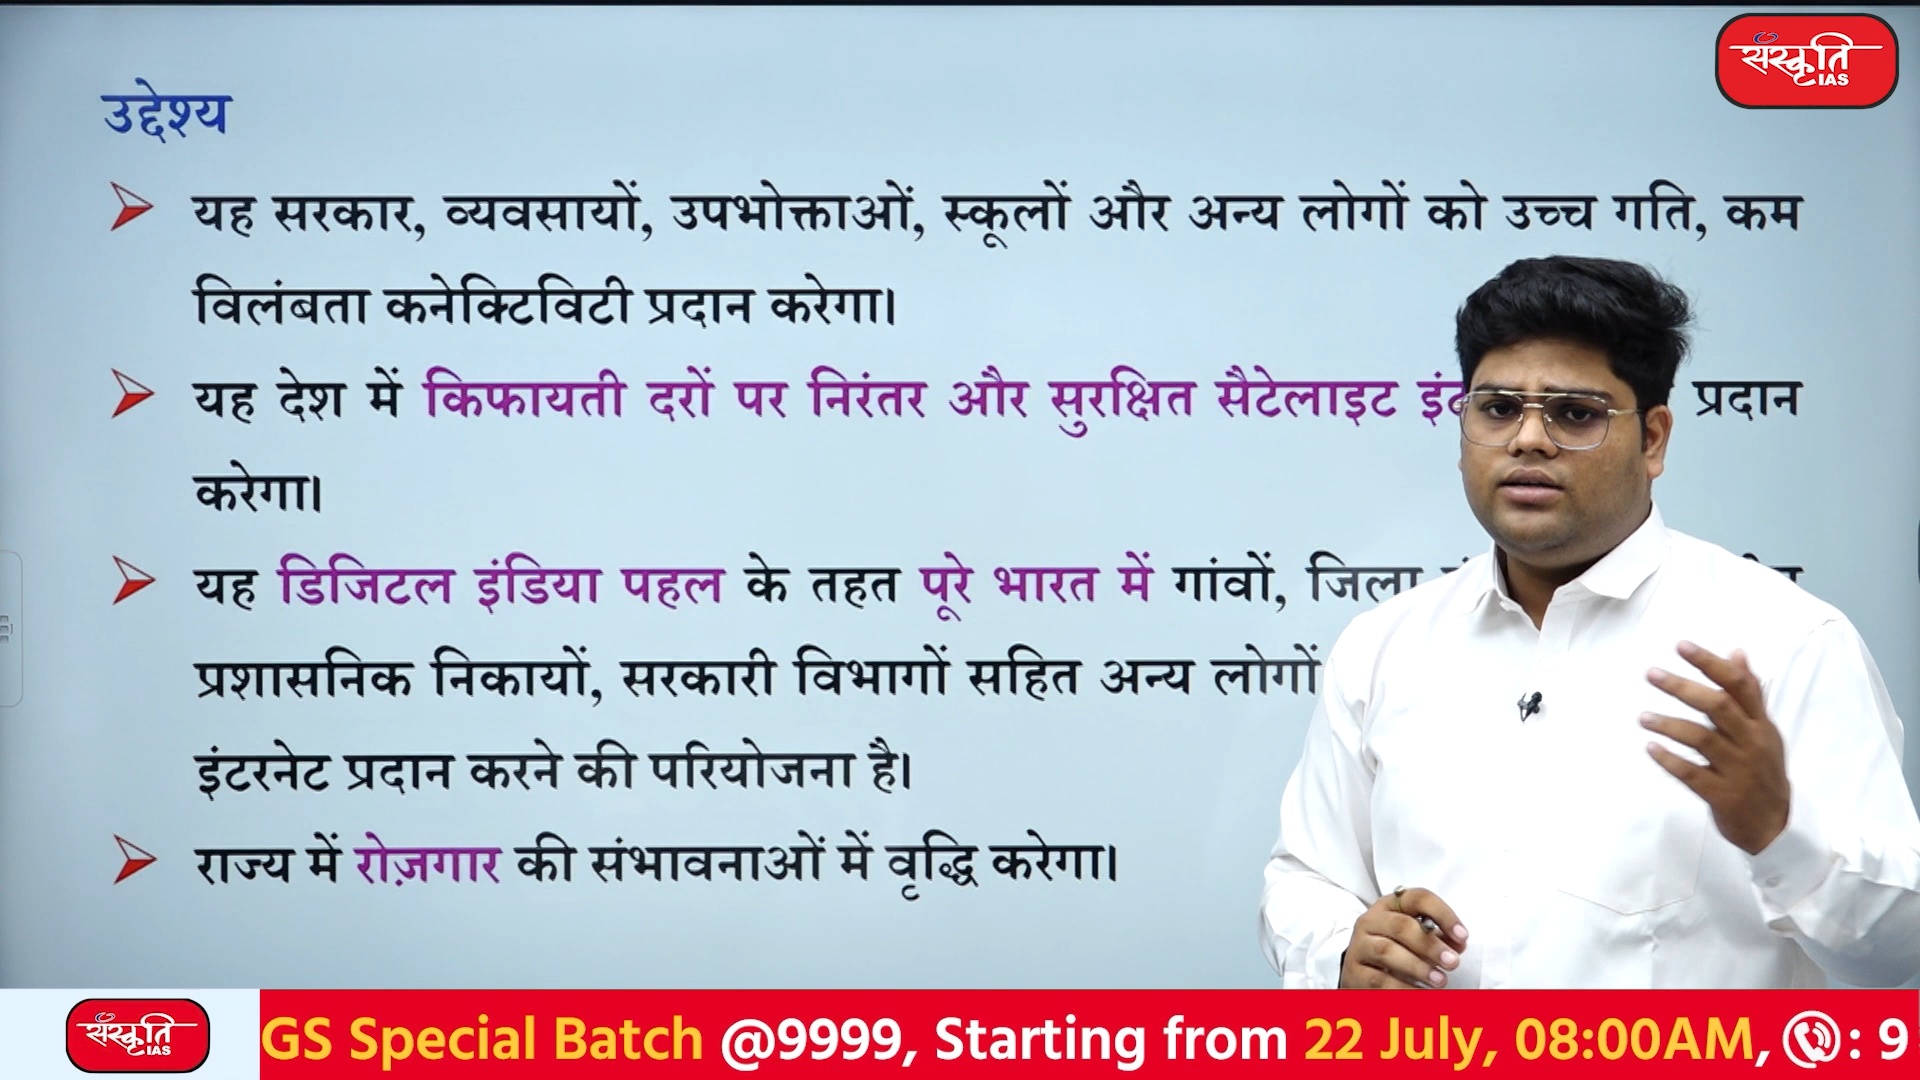 संस्कृति
IAS
उद्देश्य
यह सरकार, व्यवसायों, उपभोक्ताओं, स्कूलों और अन्य लोगों को उच्च गति, कम
विलंबता कनेक्टिविटी प्रदान करेगा।
यह देश में किफायती दरों पर निरंतर और सुरक्षित सैटेलाइट प्रदान
करेगा।
यह डिजिटल इंडिया पहल के तहत पूरे भारत में गांवों, जिला
प्रशासनिक निकायों, सरकारी विभागों सहित अन्य लोगों
इंटरनेट प्रदान करने की परियोजना है।
राज्य में रोज़गार की संभावनाओं में वृद्धि करेगा।
संस्कृति
IAS
GS Special Batch @9999, Starting from 22 July, 08:00AM, : 9